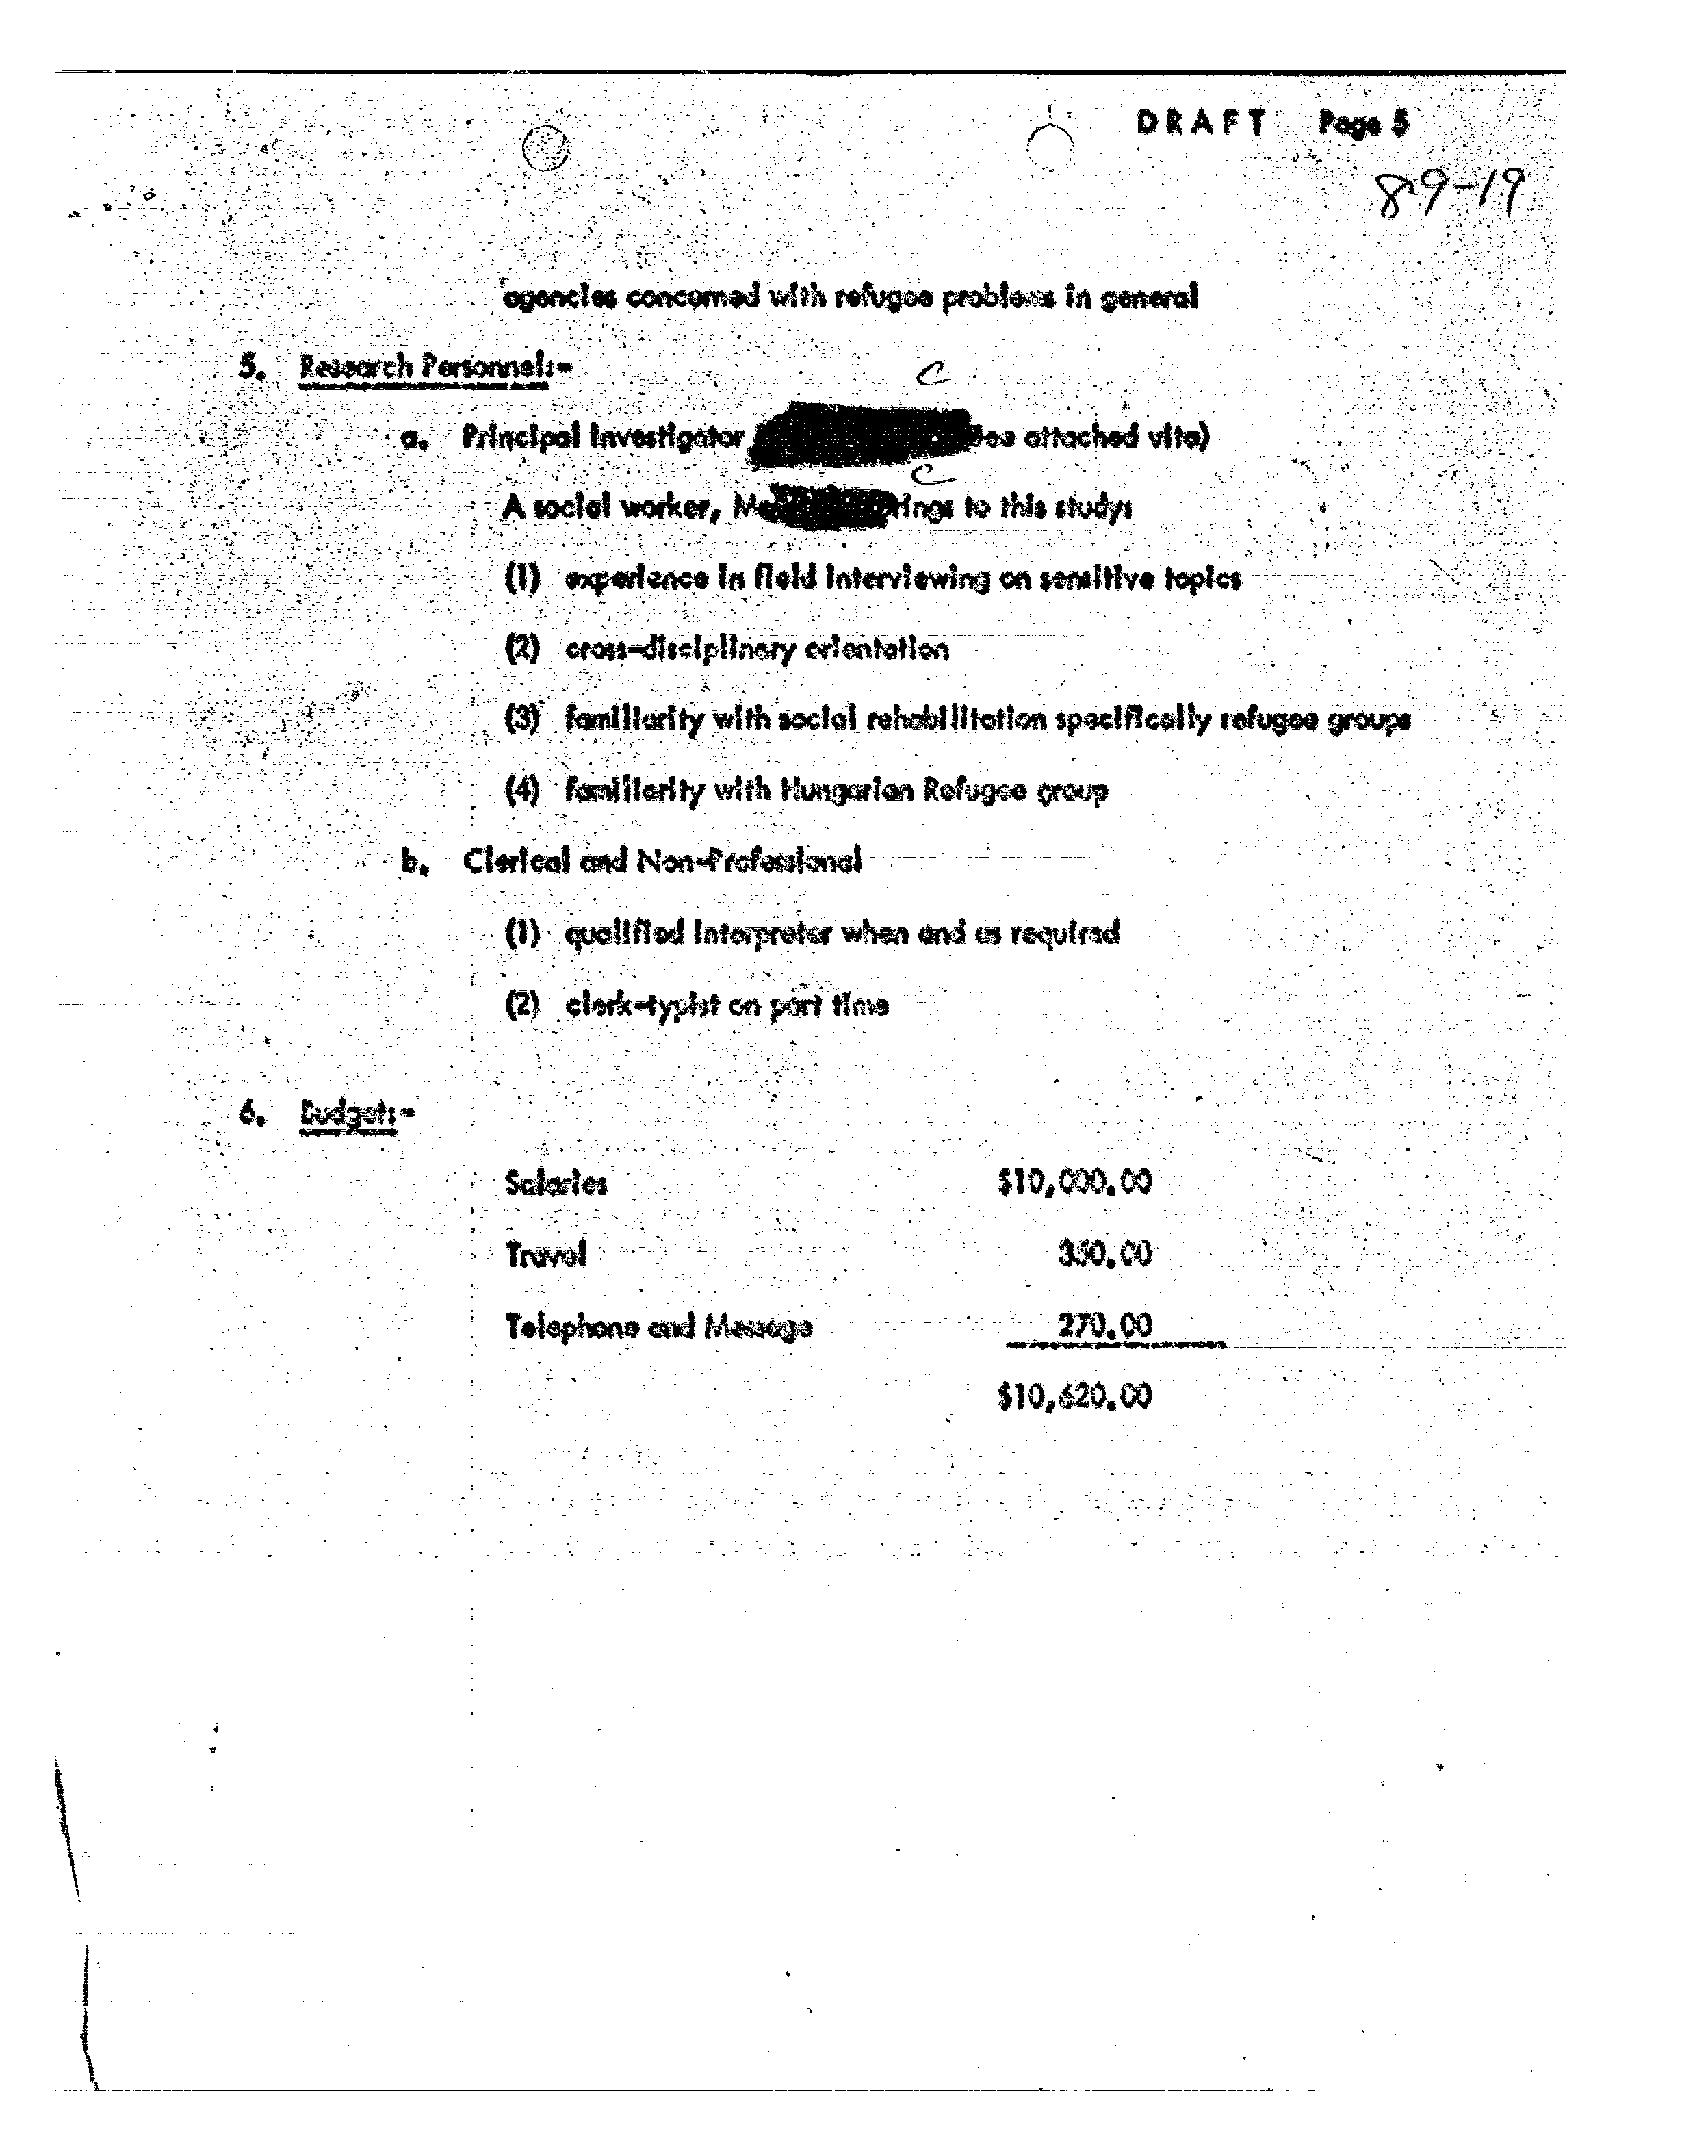 DRAFT Page 5
89-19
agencies concerned with refugee problems in general
5. Research Personnel:-
C
a. Principal Investigator see attached vita)
C
A social worker, rings to this study:
(1) experience in field interviewing on sensitive topics
(2) cross-disciplinary orientation
(3) familiarity with social rehabilitation specifically refugee groups
(4) familiarity with Hungarian Refugee group
b. Clerical and Non-Professional
(1) qualified interpreter when and as required
(2) clerk-typist on part time
6. Budget:-
Salaries $10,000.00
Travel 350.00
Telephone and Message 270.00
$10,620.00